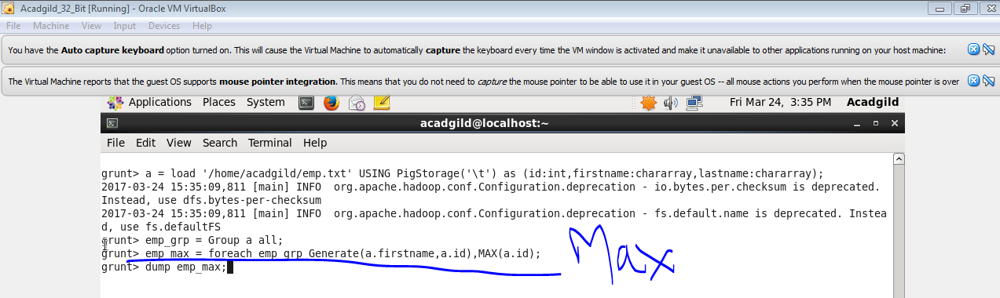 Acadgild_32_Bit [Running] - Oracle VM VirtualBox
File Machine View Input Devices Help
You have the Auto capture keyboard option turned on. This will cause the Virtual Machine to automatically capture the keyboard every time the VM window is activated and make it unavailable to other applications running on your host machine:
The Virtual Machine reports that the guest OS supports mouse pointer integration. This means that you do not need to capture the mouse pointer to be able to use it in your guest OS -- all mouse actions you perform when the mouse pointer is over
Applications Places System Fri Mar 24, 3:35 PM Acadgild
acadgild@localhost:~
File Edit View Search Terminal Help
grunt> a = load '/home/acadgild/emp.txt' USING PigStorage('\t') as (id:int,firstname:chararray,lastname:chararray);
2017-03-24 15:35:09,811 [main] INFO  org.apache.hadoop.conf.Configuration.deprecation - io.bytes.per.checksum is deprecated.
Instead, use dfs.bytes-per-checksum
2017-03-24 15:35:09,811 [main] INFO  org.apache.hadoop.conf.Configuration.deprecation - fs.default.name is deprecated. Instea
d, use fs.defaultFS
grunt> emp_grp = Group a all;
grunt> emp_max = foreach emp_grp Generate(a.firstname,a.id),MAX(a.id);
grunt> dump emp_max;
Max